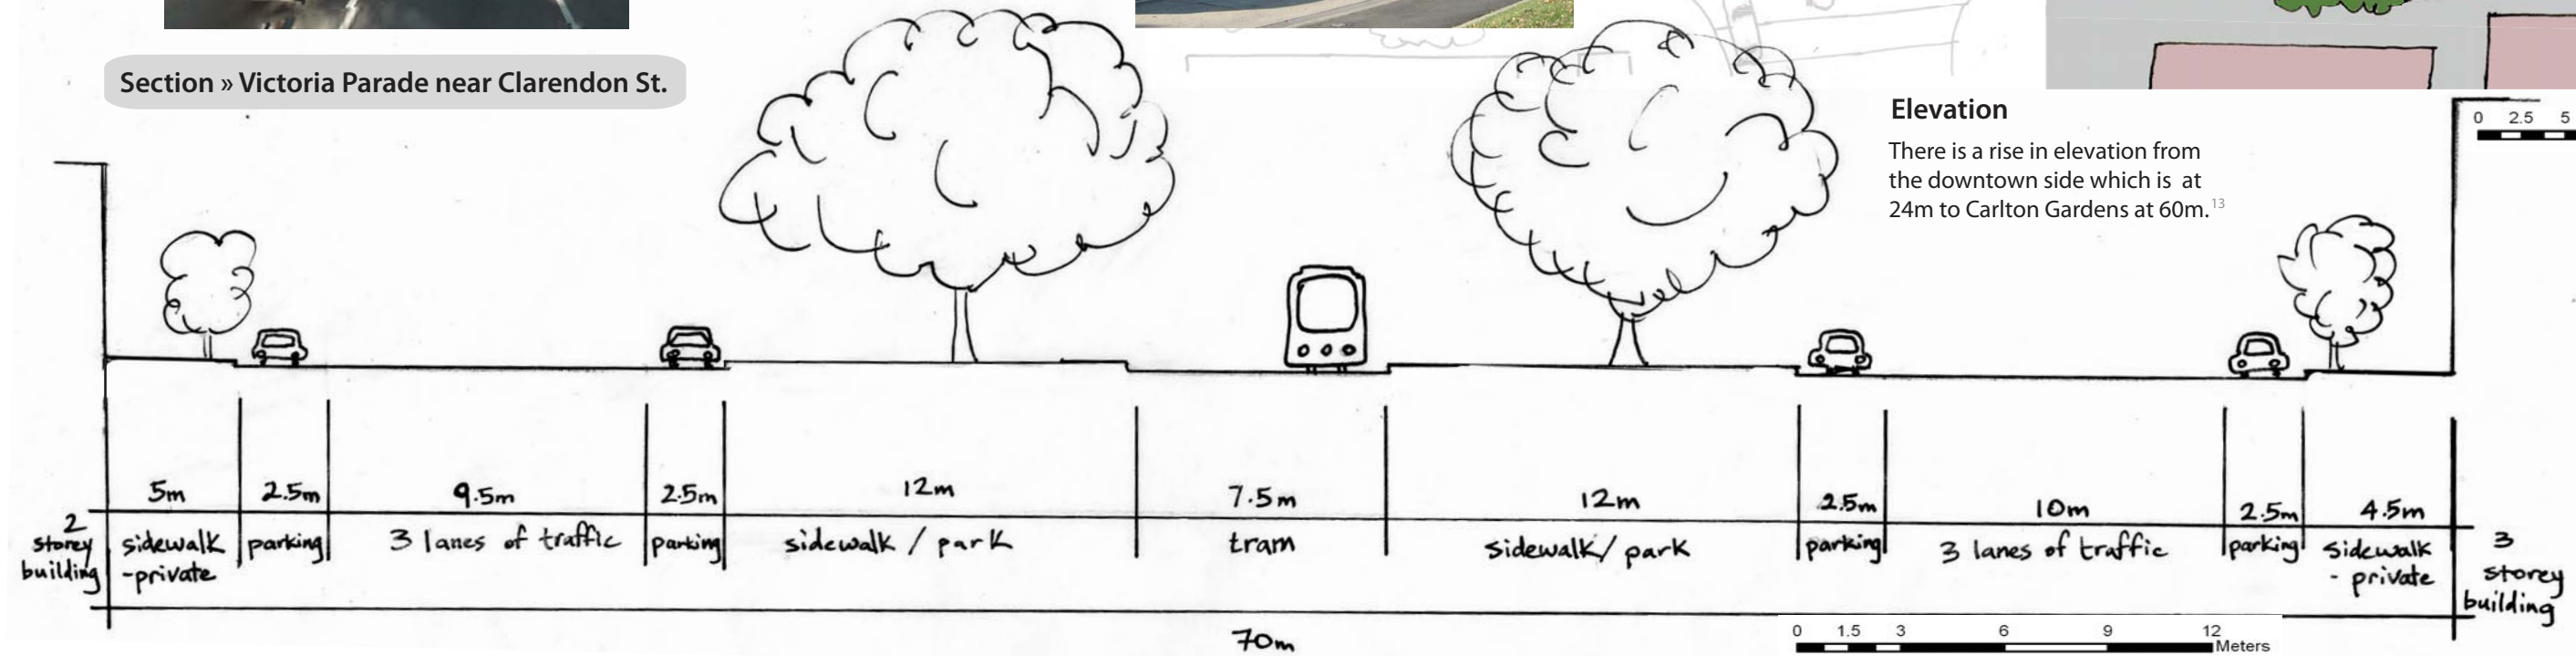 Section » Victoria Parade near Clarendon St.
Elevation
There is a rise in elevation from
the downtown side which is at
24m to Carlton Gardens at 60m.13
0 2.5 5
5m 2.5m 9.5m 2.5m 12m 7.5m 12m 2.5m 10m 2.5m 4.5m
2
storey
building
sidewalk
-private
parking
3 lanes of traffic
parking
sidewalk / park
tram
sidewalk/ park
parking
3 lanes of traffic
parking
sidewalk
- private
3
storey
building
70m
0 1.5 3 6 9 12
Meters